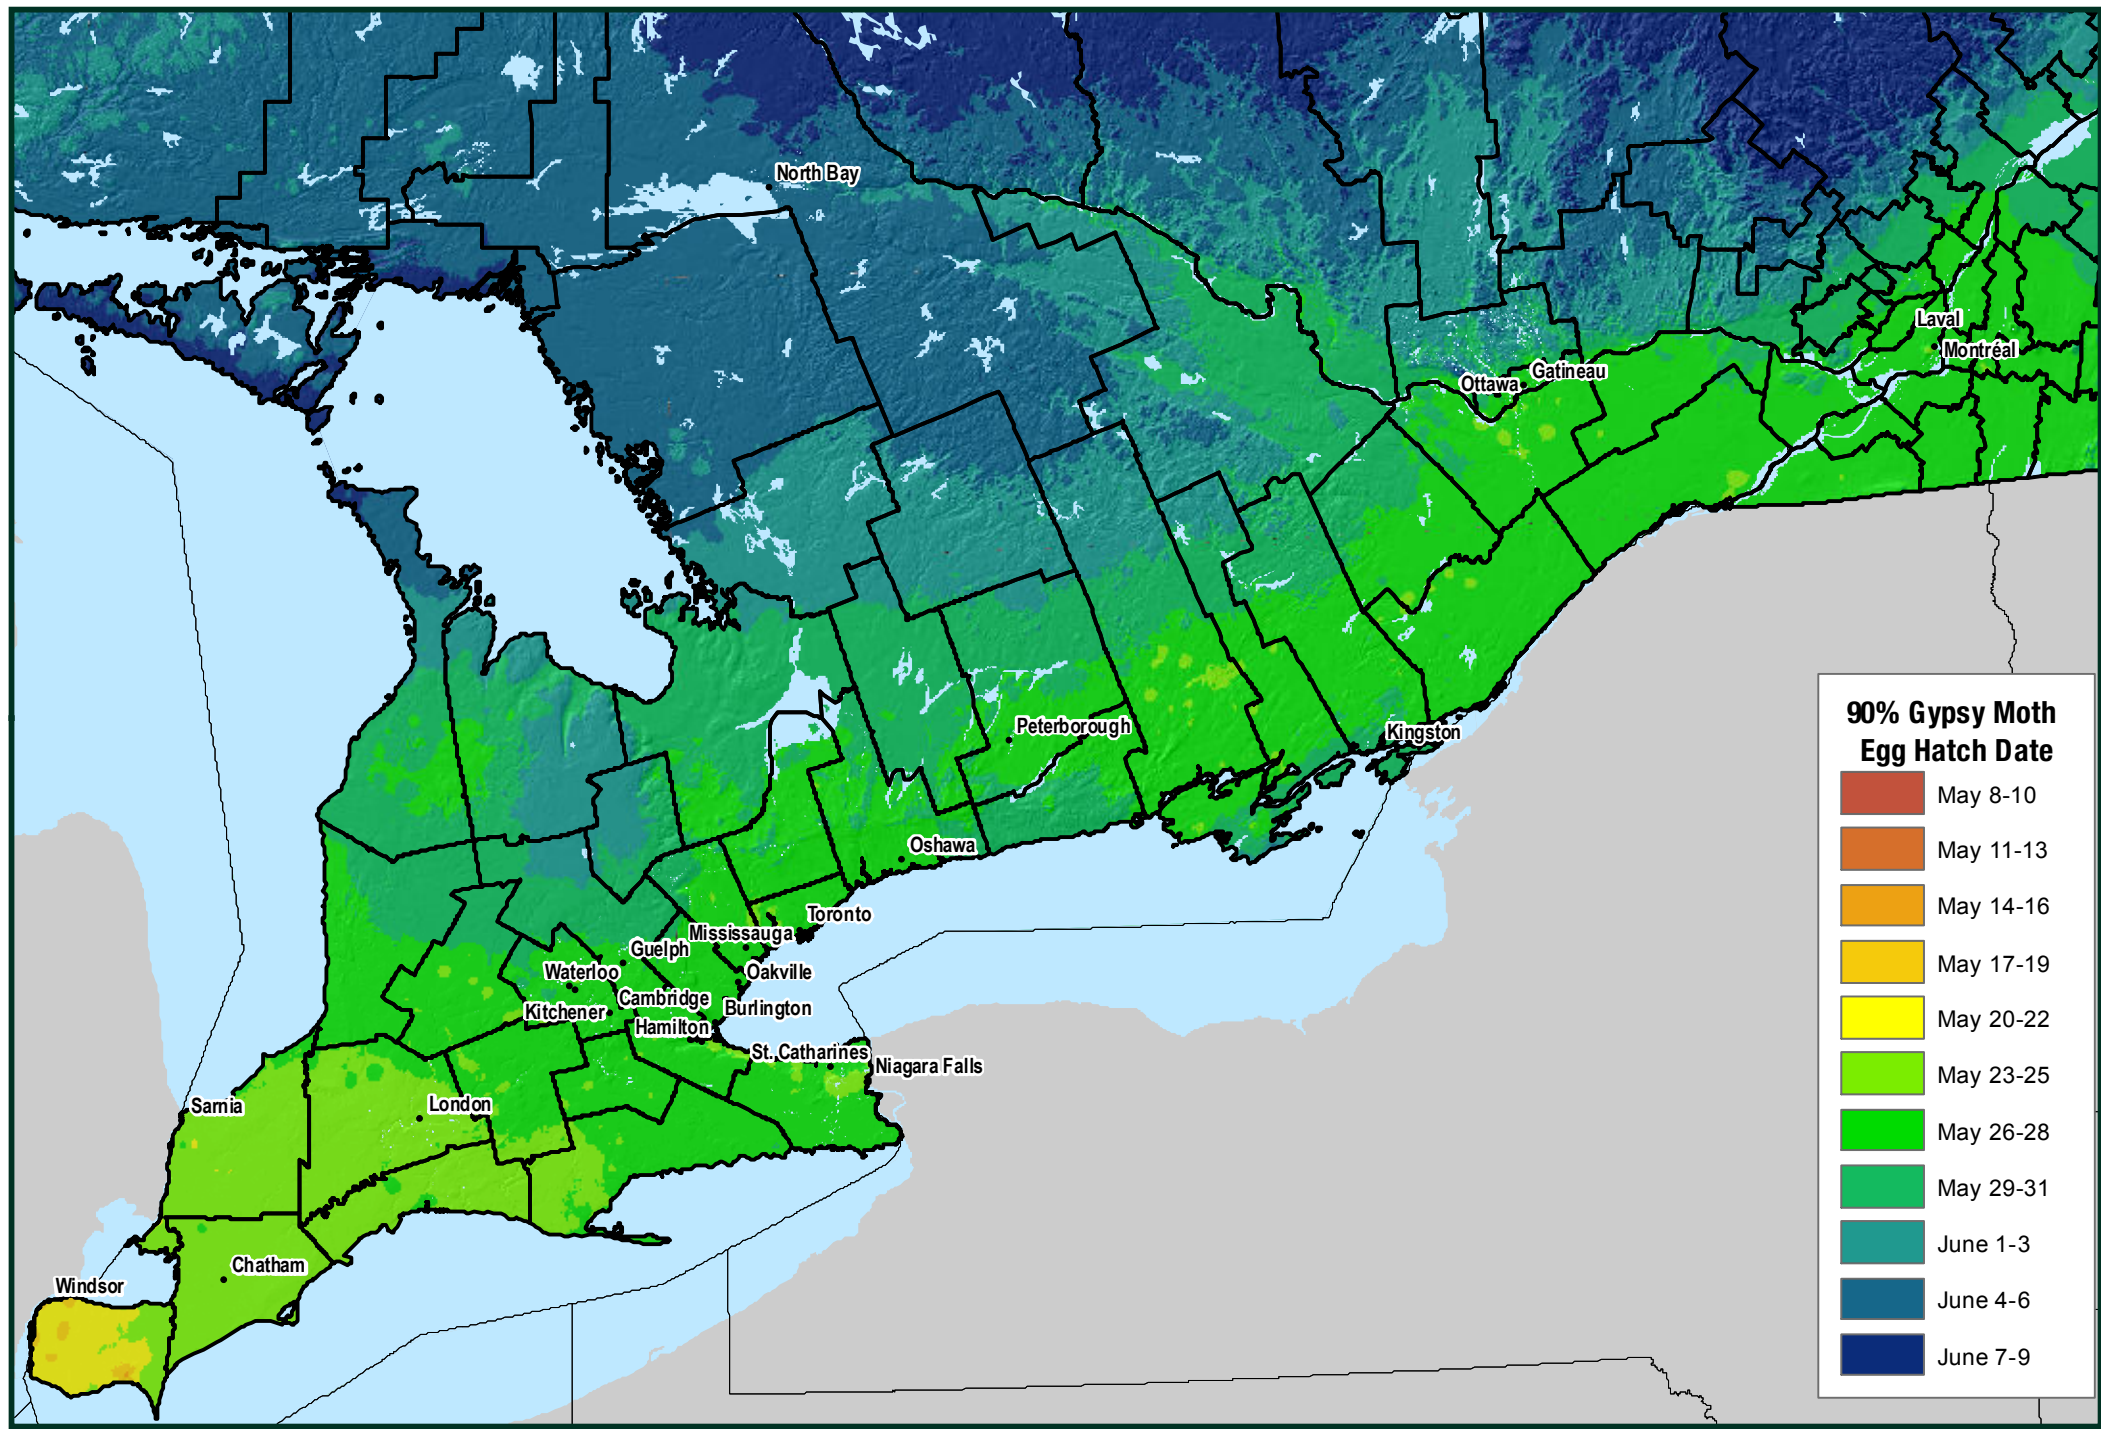 North Bay
Laval
Montréal
Gatineau
Ottawa
Peterborough
Kingston
Oshawa
Toronto
Mississauga
Guelph
Waterloo
Oakville
Cambridge
Burlington
Kitchener
Hamilton
St. Catharines
Niagara Falls
Sarnia
London
Chatham
Windsor
90% Gypsy Moth
Egg Hatch Date
May 8-10
May 11-13
May 14-16
May 17-19
May 20-22
May 23-25
May 26-28
May 29-31
June 1-3
June 4-6
June 7-9